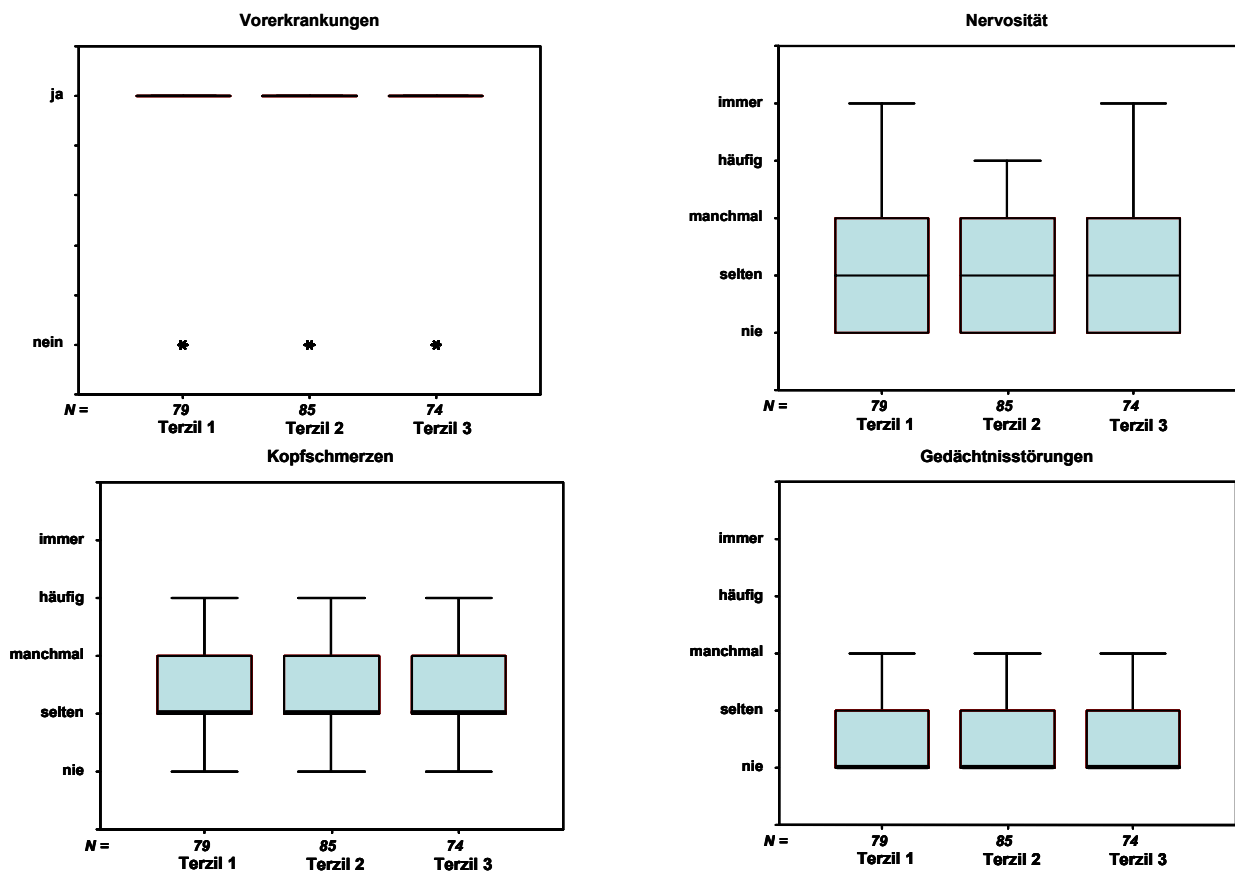 Vorerkrankungen
ja
nein
N = 79 85 74
Terzil 1 Terzil 2 Terzil 3
Nervosität
immer
häufig
manchmal
selten
nie
N = 79 85 74
Terzil 1 Terzil 2 Terzil 3
Kopfschmerzen
immer
häufig
manchmal
selten
nie
N = 79 85 74
Terzil 1 Terzil 2 Terzil 3
Gedächtnisstörungen
immer
häufig
manchmal
selten
nie
N = 79 85 74
Terzil 1 Terzil 2 Terzil 3